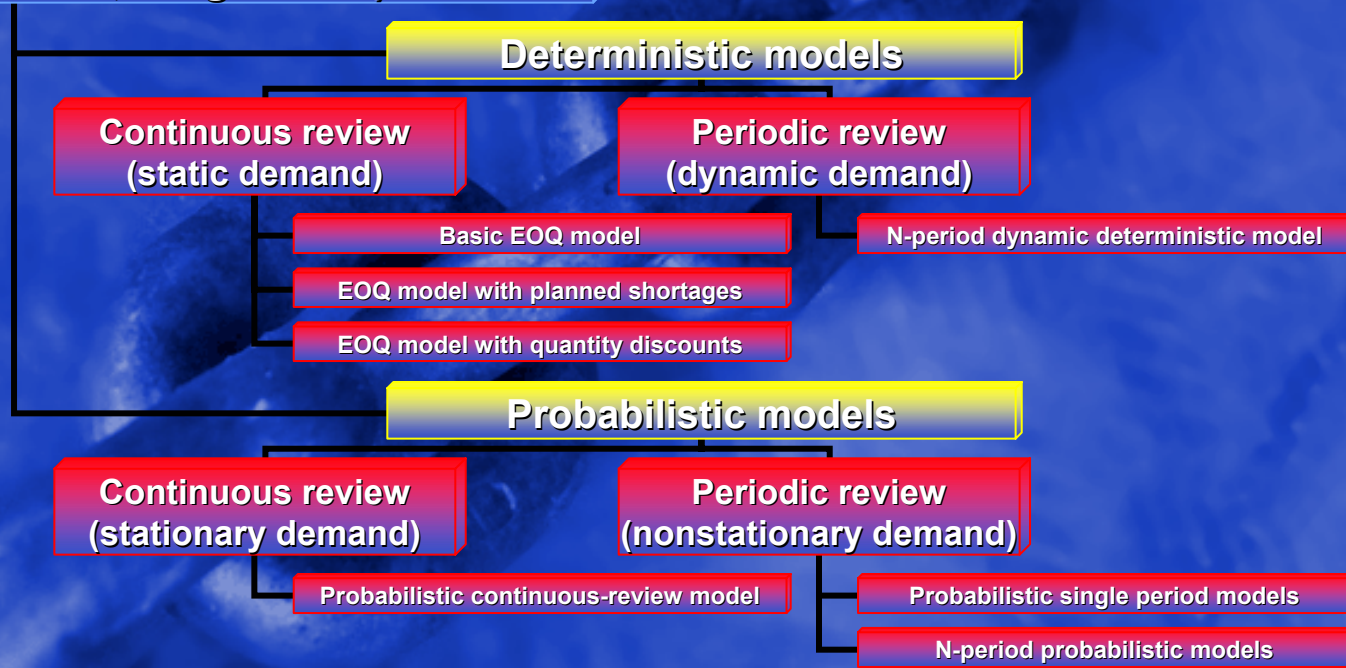 Deterministic models
Continuous review
(static demand)
Periodic review
(dynamic demand)
Basic EOQ model
N-period dynamic deterministic model
EOQ model with planned shortages
EOQ model with quantity discounts
Probabilistic models
Continuous review
(stationary demand)
Periodic review
(nonstationary demand)
Probabilistic continuous-review model
Probabilistic single period models
N-period probabilistic models